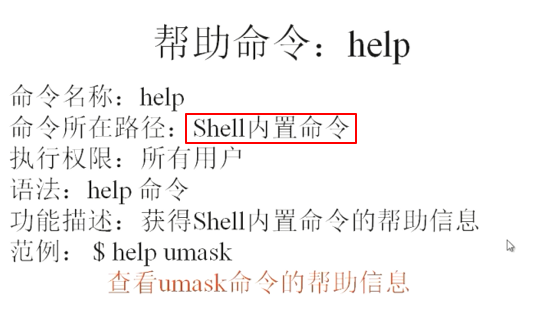 帮助命令：help
命令名称：help
命令所在路径：Shell内置命令
执行权限：所有用户
语法：help 命令
功能描述：获得Shell内置命令的帮助信息
范例： $ help umask
查看umask命令的帮助信息